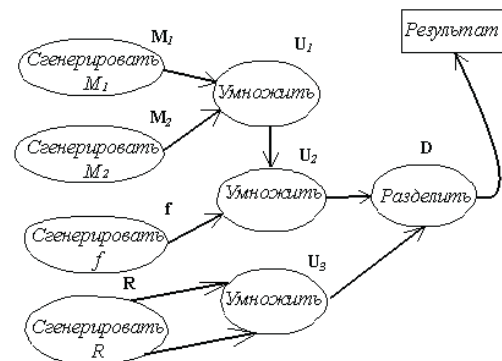 M₁
U₁
Результат
Сгенерировать
M₁
Умножить
M₂
Сгенерировать
M₂
U₂
D
Умножить
Разделить
f
Сгенерировать
f
U₃
R
Умножить
Сгенерировать
R